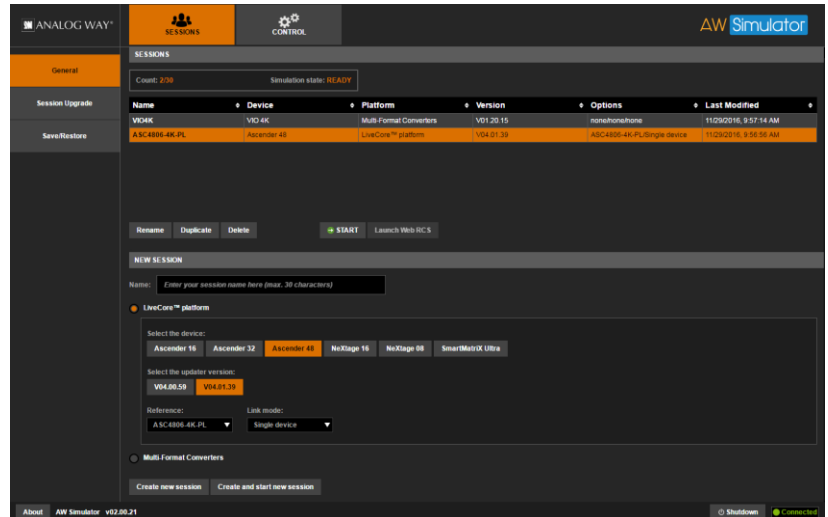 ANALOG WAY®
SESSIONS
CONTROL
AW Simulator
General
Session Upgrade
Save/Restore
SESSIONS
Count: 2/30 Simulation state: READY
Name Device Platform Version Options Last Modified
VIO4K VIO 4K Multi-Format Converters V01.20.15 none/none/none 11/29/2016, 9:57:14 AM
ASC4806-4K-PL Ascender 48 LiveCore™ platform V04.01.39 ASC4806-4K-PL/Single device 11/29/2016, 9:56:56 AM
Rename Duplicate Delete START Launch Web RCS
NEW SESSION
Name: Enter your session name here (max. 30 characters)
LiveCore™ platform
Select the device:
Ascender 16 Ascender 32 Ascender 48 NeXtage 16 NeXtage 08 SmartMatriX Ultra
Select the updater version:
V04.00.59 V04.01.39
Reference: Link mode:
ASC4806-4K-PL Single device
Multi-Format Converters
Create new session Create and start new session
About AW Simulator v02.00.21 Shutdown Connected